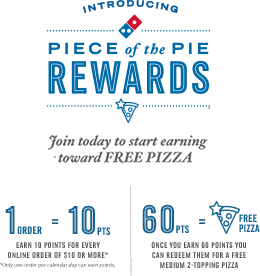 INTRODUCING
PIECE of the PIE
REWARDS
Join today to start earning
toward FREE PIZZA
1 ORDER = 10 PTS
EARN 10 POINTS FOR EVERY
ONLINE ORDER OF $10 OR MORE*
*Only one order per calendar day can earn points.
60 PTS = FREE PIZZA
ONCE YOU EARN 60 POINTS YOU
CAN REDEEM THEM FOR A FREE
MEDIUM 2-TOPPING PIZZA